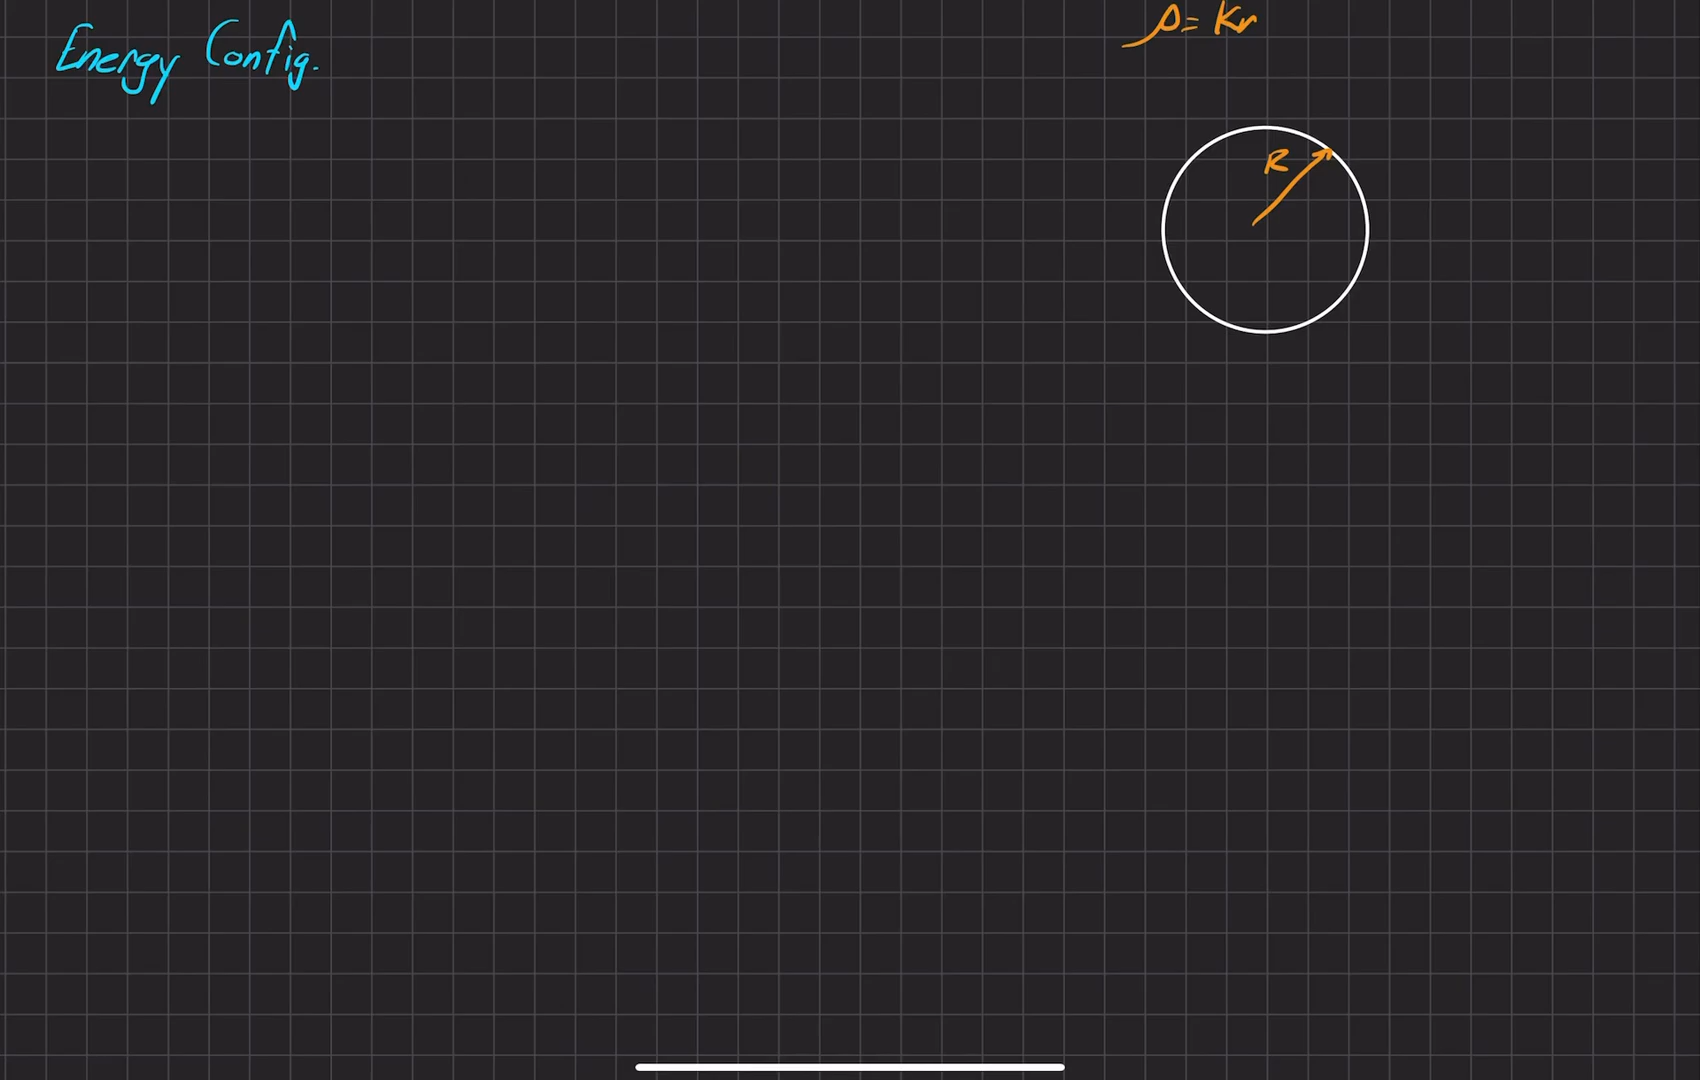 Energy Config.
ρ = kr
R